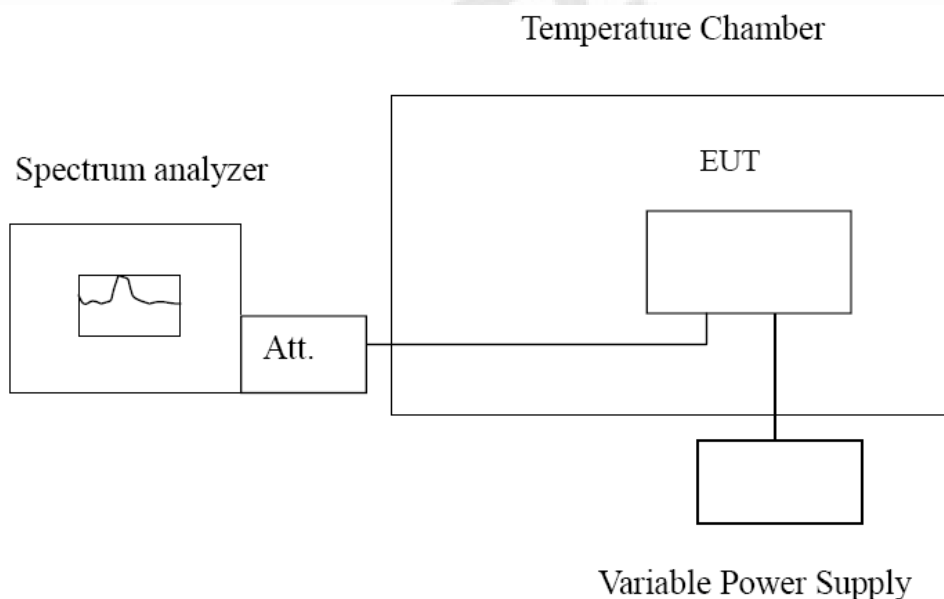 Temperature Chamber
Spectrum analyzer
EUT
Att.
Variable Power Supply